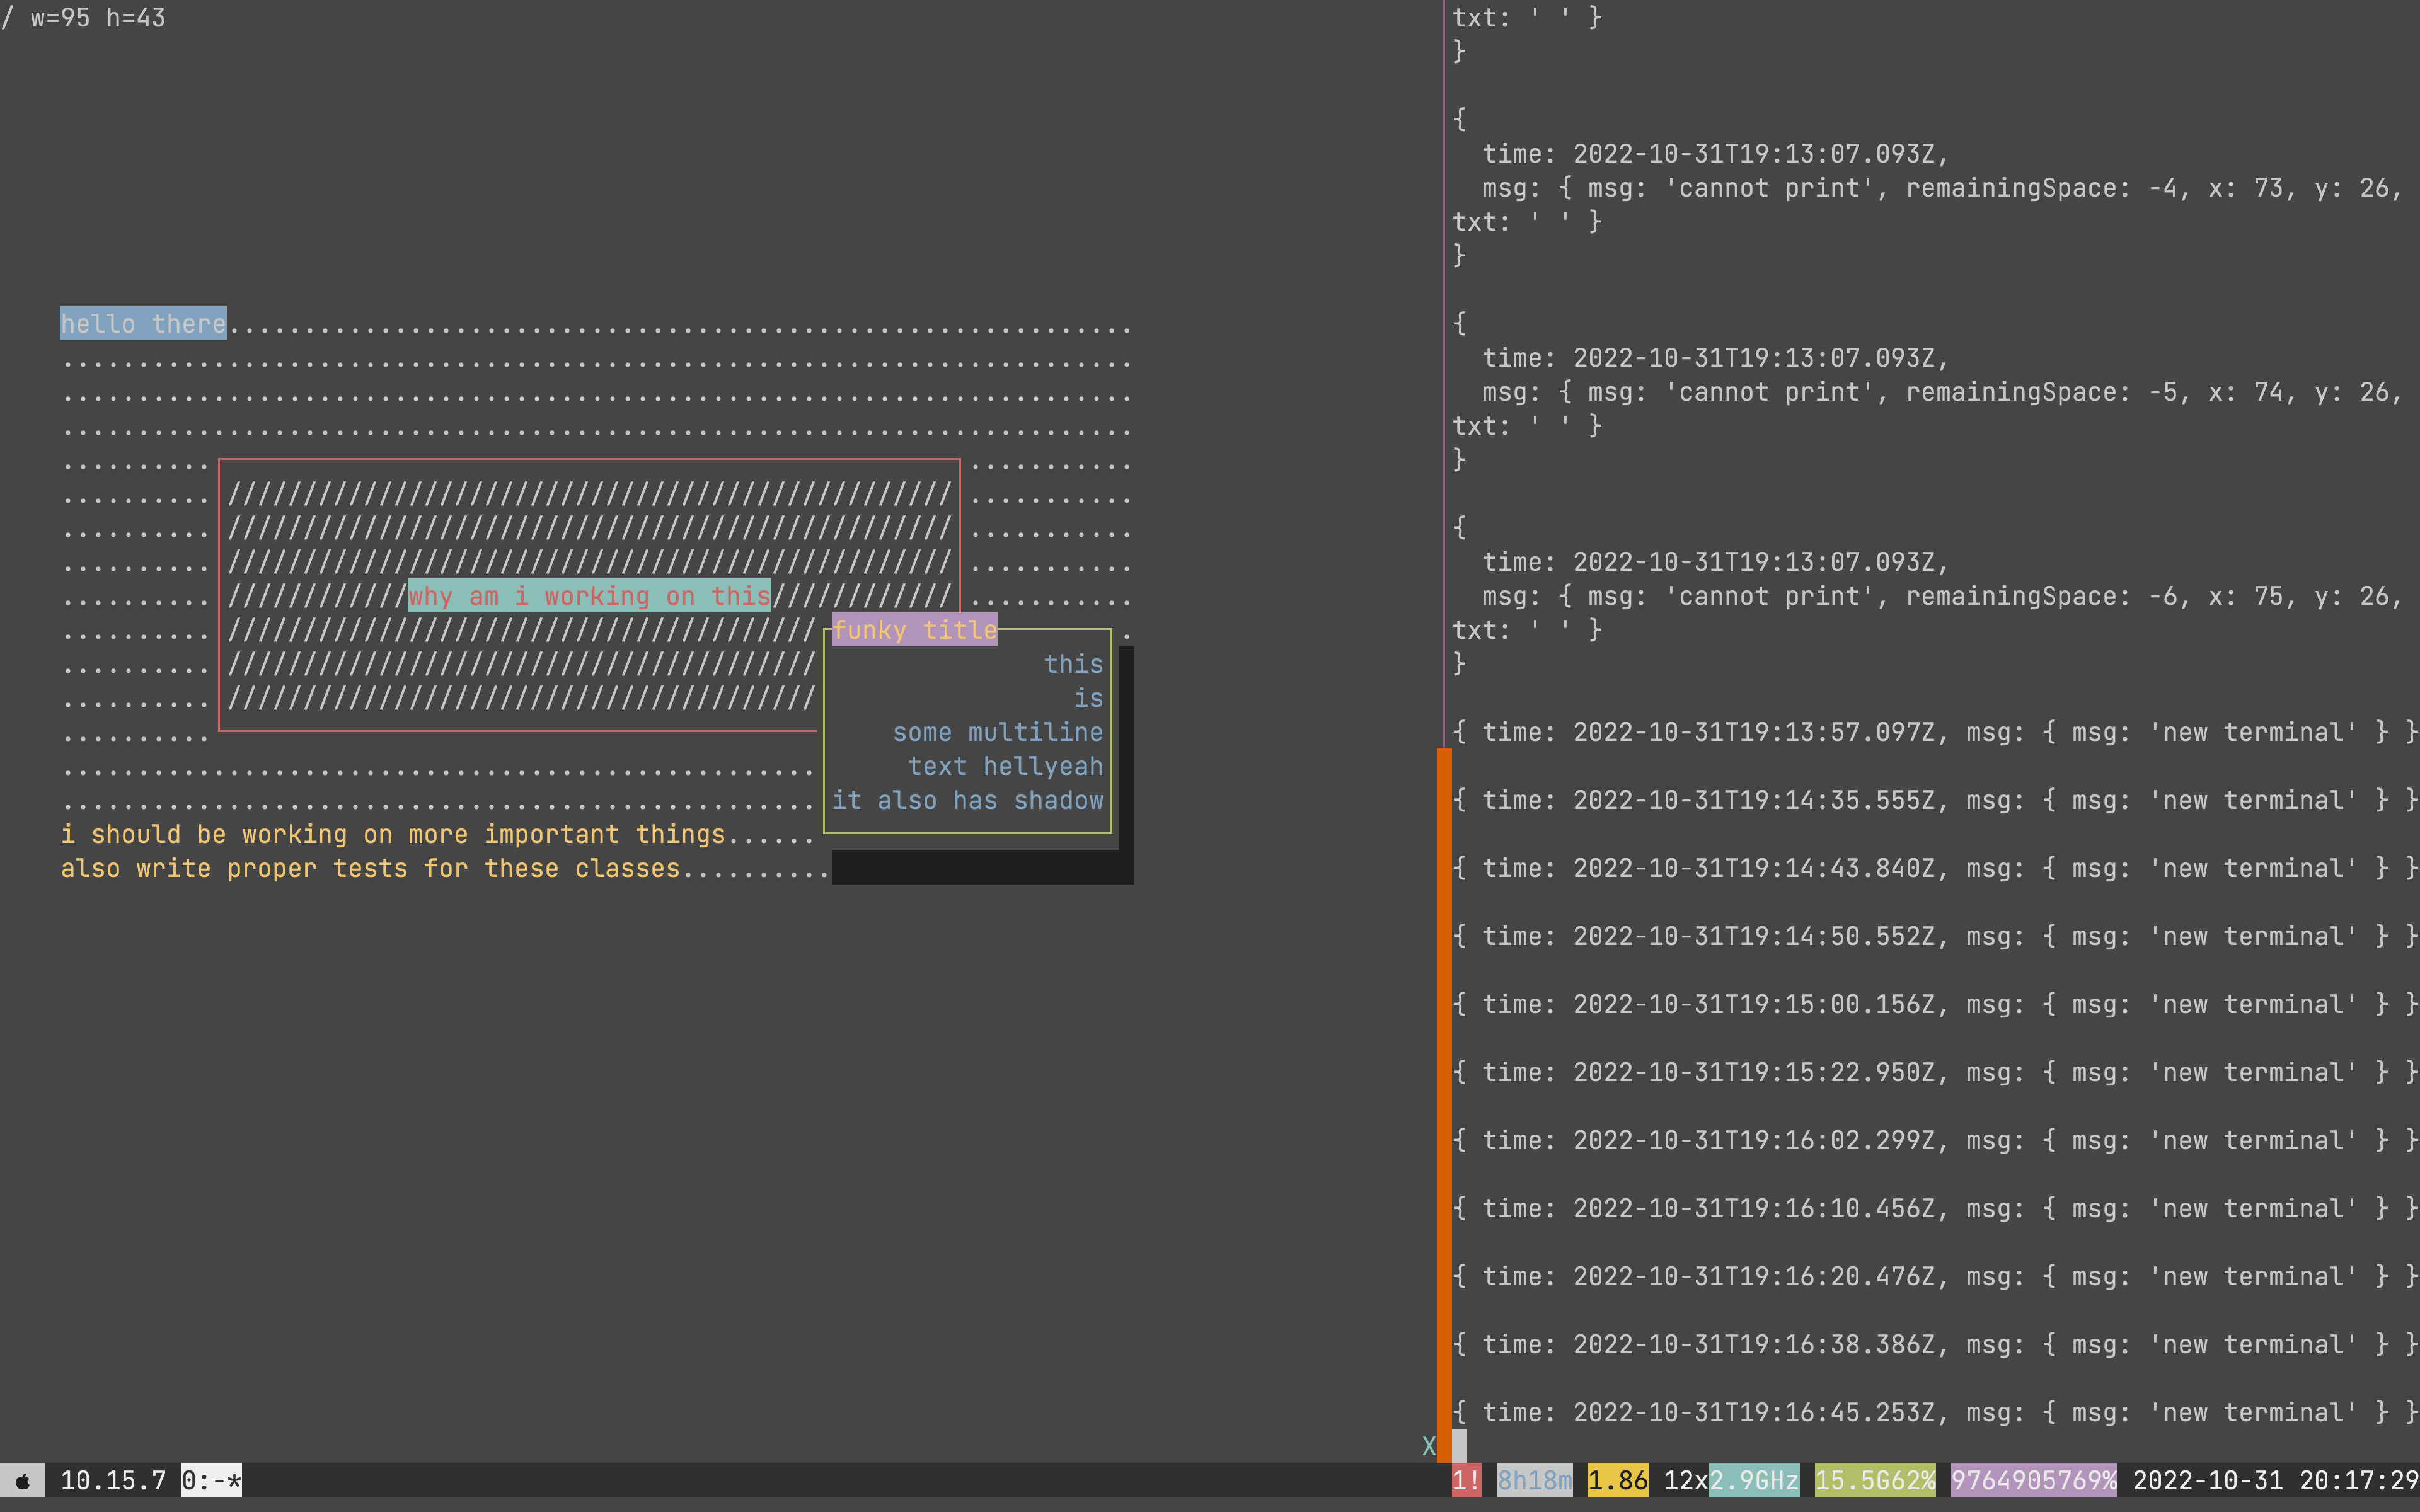 / w=95 h=43
hello there...........................................................
.......................................................................
.......................................................................
.......................................................................
why am i working on this
funky title
this
is
some multiline
text hellyeah
it also has shadow
i should be working on more important things......
also write proper tests for these classes..........
X
txt: ' ' }
}
{
time: 2022-10-31T19:13:07.093Z,
msg: { msg: 'cannot print', remainingSpace: -4, x: 73, y: 26,
txt: ' ' }
}
{
time: 2022-10-31T19:13:07.093Z,
msg: { msg: 'cannot print', remainingSpace: -5, x: 74, y: 26,
txt: ' ' }
}
{
time: 2022-10-31T19:13:07.093Z,
msg: { msg: 'cannot print', remainingSpace: -6, x: 75, y: 26,
txt: ' ' }
}
{ time: 2022-10-31T19:13:57.097Z, msg: { msg: 'new terminal' } }
{ time: 2022-10-31T19:14:35.555Z, msg: { msg: 'new terminal' } }
{ time: 2022-10-31T19:14:43.840Z, msg: { msg: 'new terminal' } }
{ time: 2022-10-31T19:14:50.552Z, msg: { msg: 'new terminal' } }
{ time: 2022-10-31T19:15:00.156Z, msg: { msg: 'new terminal' } }
{ time: 2022-10-31T19:15:22.950Z, msg: { msg: 'new terminal' } }
{ time: 2022-10-31T19:16:02.299Z, msg: { msg: 'new terminal' } }
{ time: 2022-10-31T19:16:10.456Z, msg: { msg: 'new terminal' } }
{ time: 2022-10-31T19:16:20.476Z, msg: { msg: 'new terminal' } }
{ time: 2022-10-31T19:16:38.386Z, msg: { msg: 'new terminal' } }
{ time: 2022-10-31T19:16:45.253Z, msg: { msg: 'new terminal' } }
10.15.7 0:-* 1! 8h18m 1.86 12x2.9GHz 15.5G62% 9764905769% 2022-10-31 20:17:29